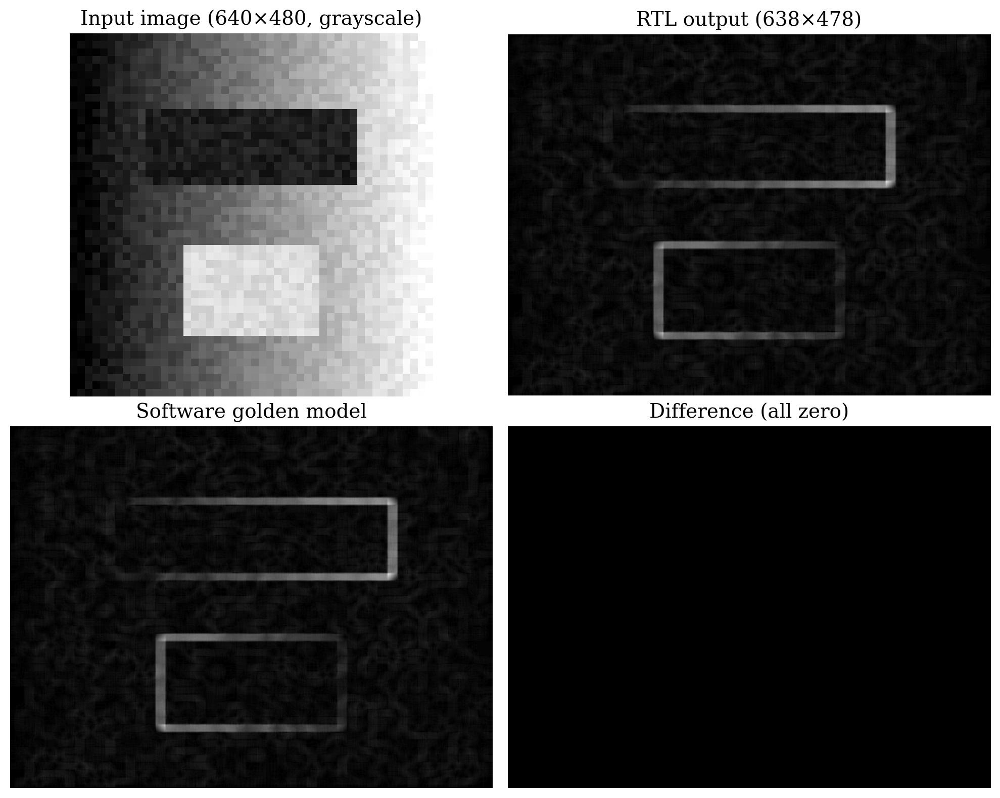 Input image (640×480, grayscale)
RTL output (638×478)
Software golden model
Difference (all zero)